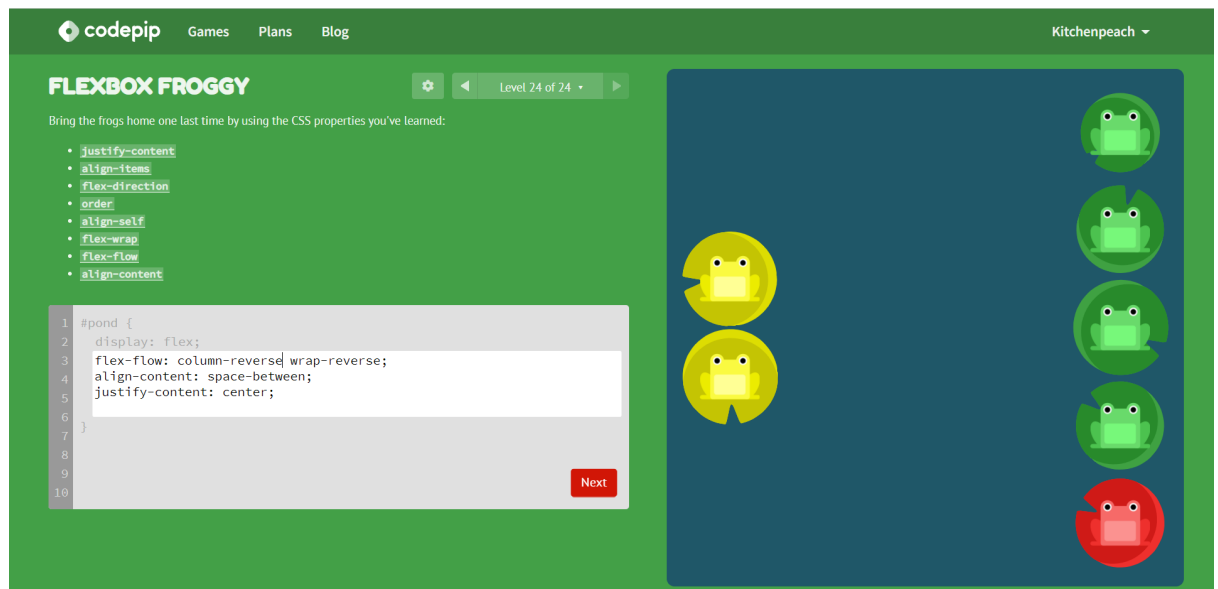 codepip Games Plans Blog Kitchenpeach
FLEXBOX FROGGY
Level 24 of 24
Bring the frogs home one last time by using the CSS properties you've learned:
justify-content
align-items
flex-direction
order
align-self
flex-wrap
flex-flow
align-content
1 #pond {
2 display: flex;
3 flex-flow: column-reverse wrap-reverse;
4 align-content: space-between;
5 justify-content: center;
6
7 }
8
9
10
Next